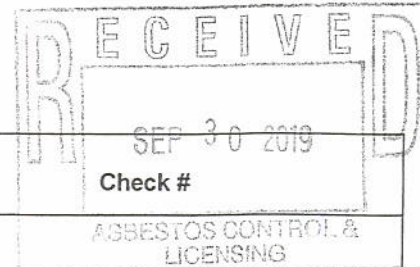 RECEIVED
SEP 30 2019
Check #
ASBESTOS CONTROL &
LICENSING